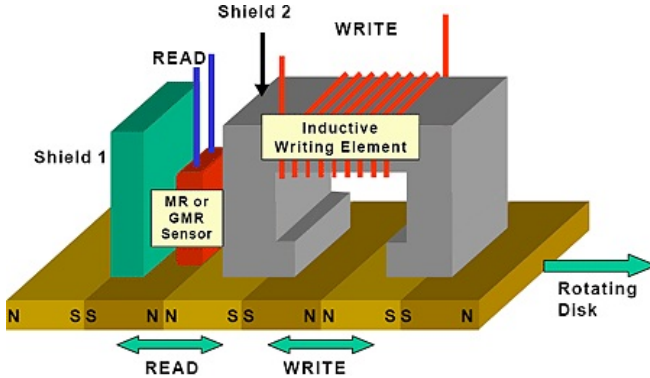 Shield 2
WRITE
READ
Inductive
Writing Element
Shield 1
MR or
GMR
Sensor
Rotating
Disk
N S S N N S S N N S S N
READ WRITE